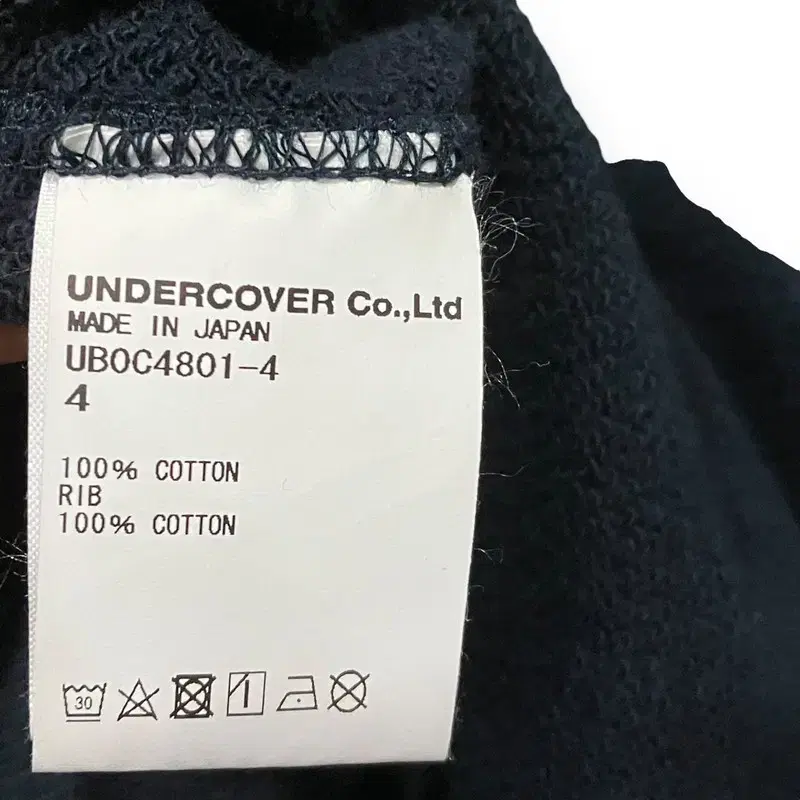 UNDERCOVER Co.,Ltd
MADE IN JAPAN
UB0C4801-4
4
100% COTTON
RIB
100% COTTON
30